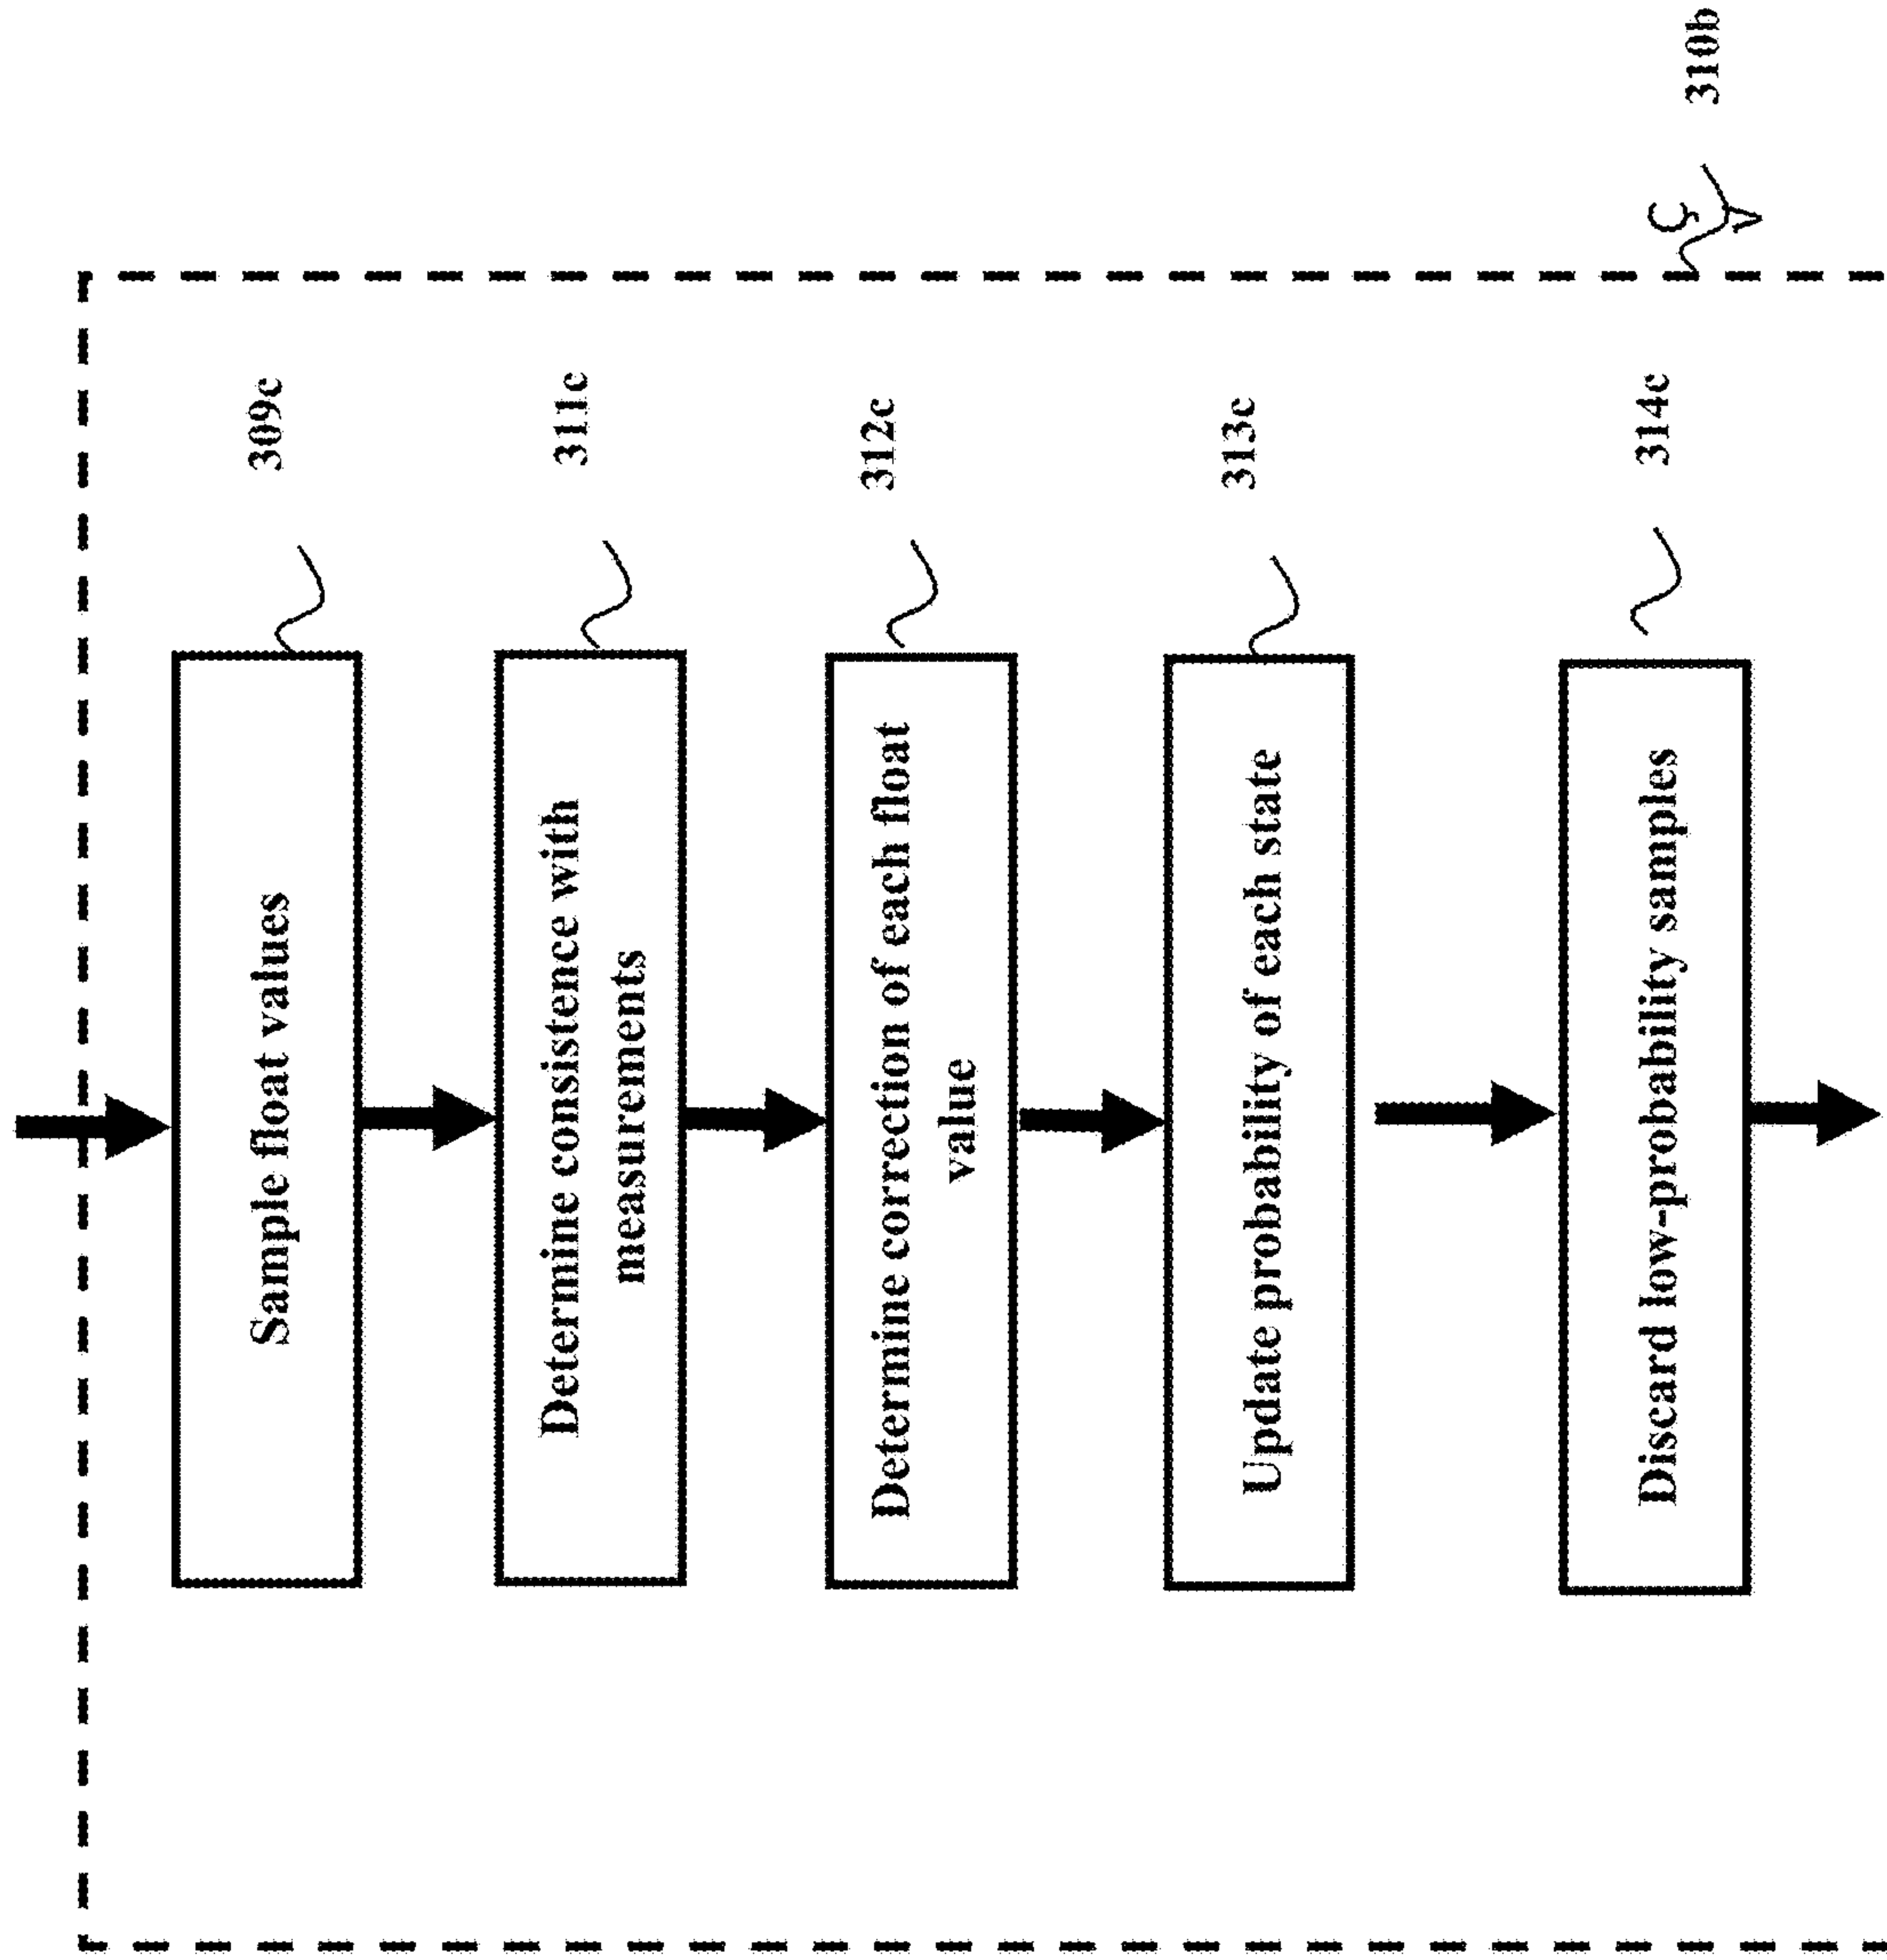 Sample float values
309c
Determine consistence with
measurements
311c
Determine correction of each float
value
312c
Update probability of each state
313c
Discard low-probability samples
314c
310b